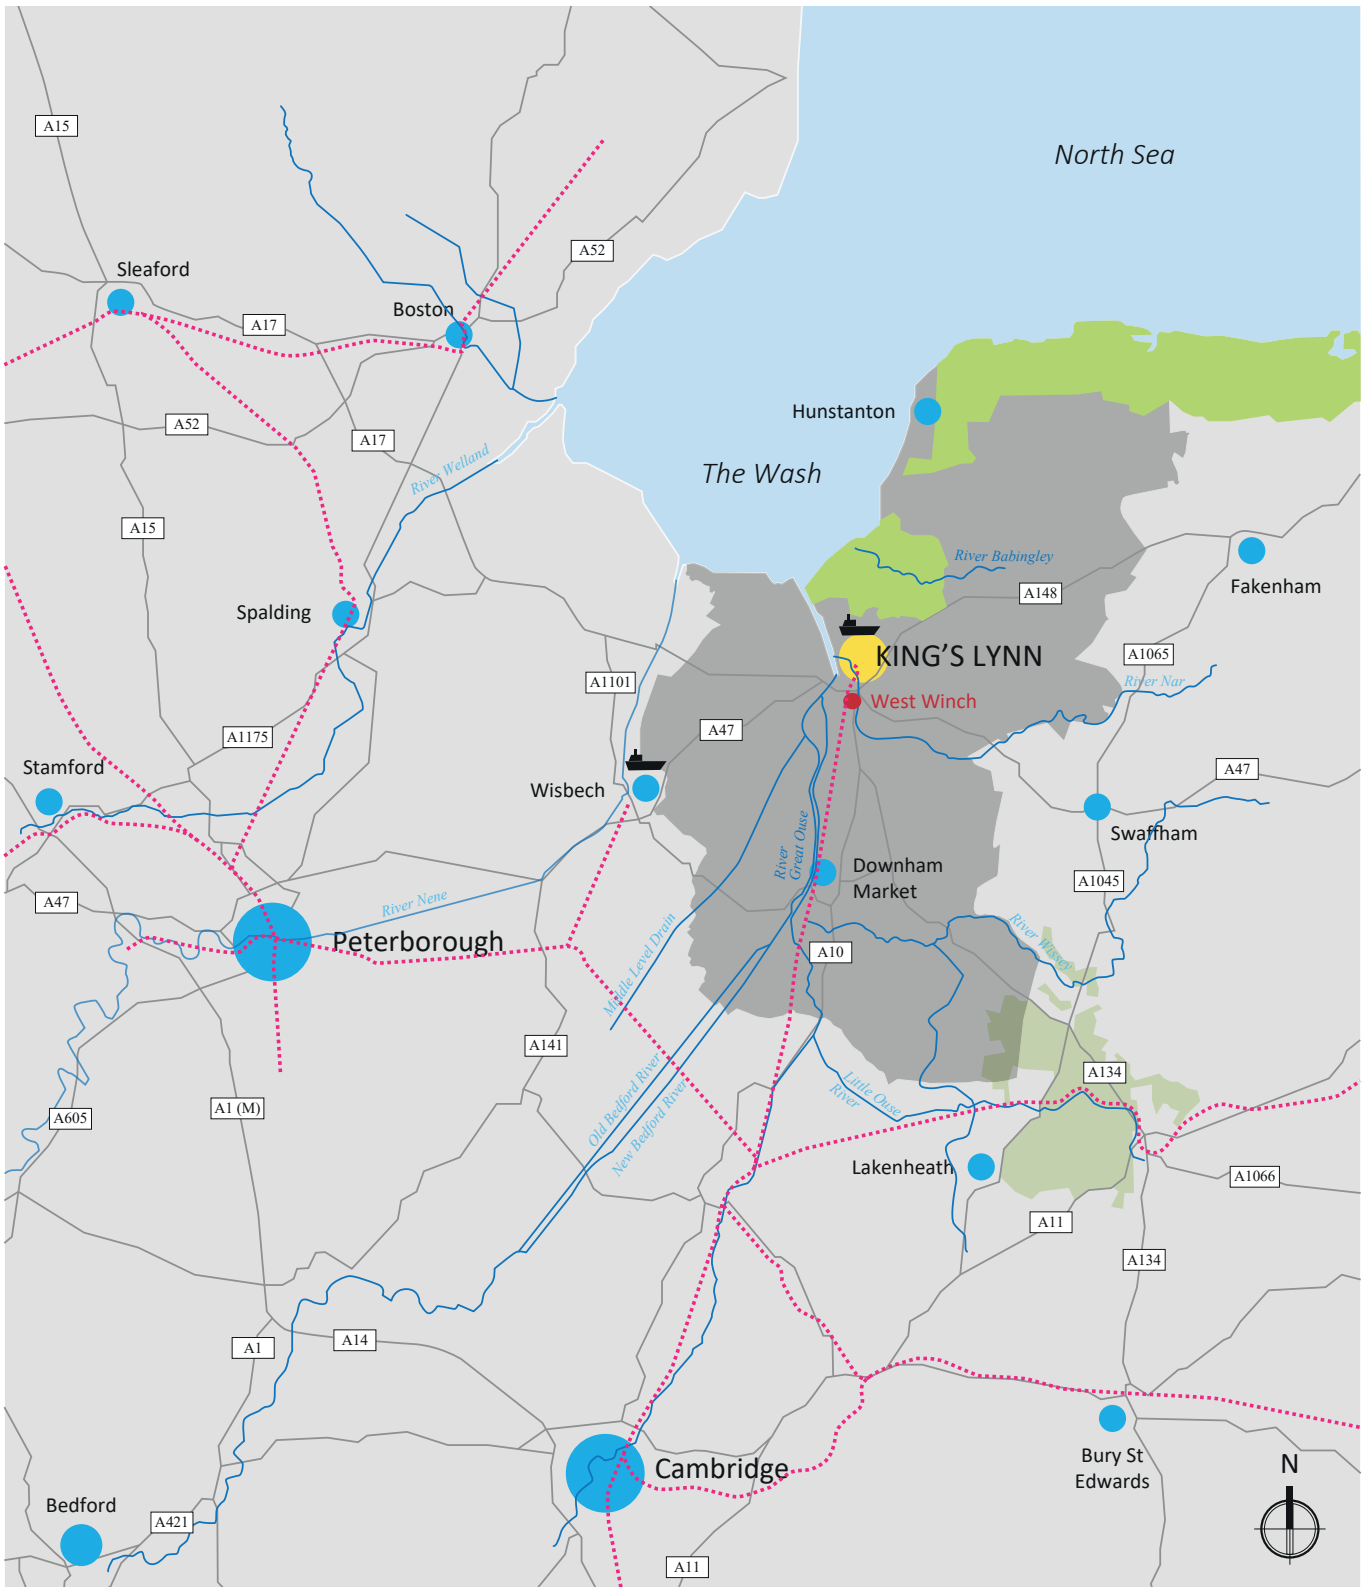 A15
North Sea
A52
Sleaford
Boston
A17
Hunstanton
A52
A17
River Welland
The Wash
A15
River Babingley
Fakenham
A148
Spalding
KING'S LYNN
A1065
A1101
River Nar
West Winch
A47
A1175
Stamford
A47
Wisbech
Swaffham
River
Great Ouse
Downham
Market
A1045
A47
River Nene
Peterborough
Middle Level Drain
River Wissey
A10
A141
Old Bedford River
New Bedford River
A134
Little Ouse
River
A1 (M)
A605
Lakenheath
A1066
A11
A134
A14
A1
Cambridge
Bury St
Edwards
N
Bedford
A421
A11